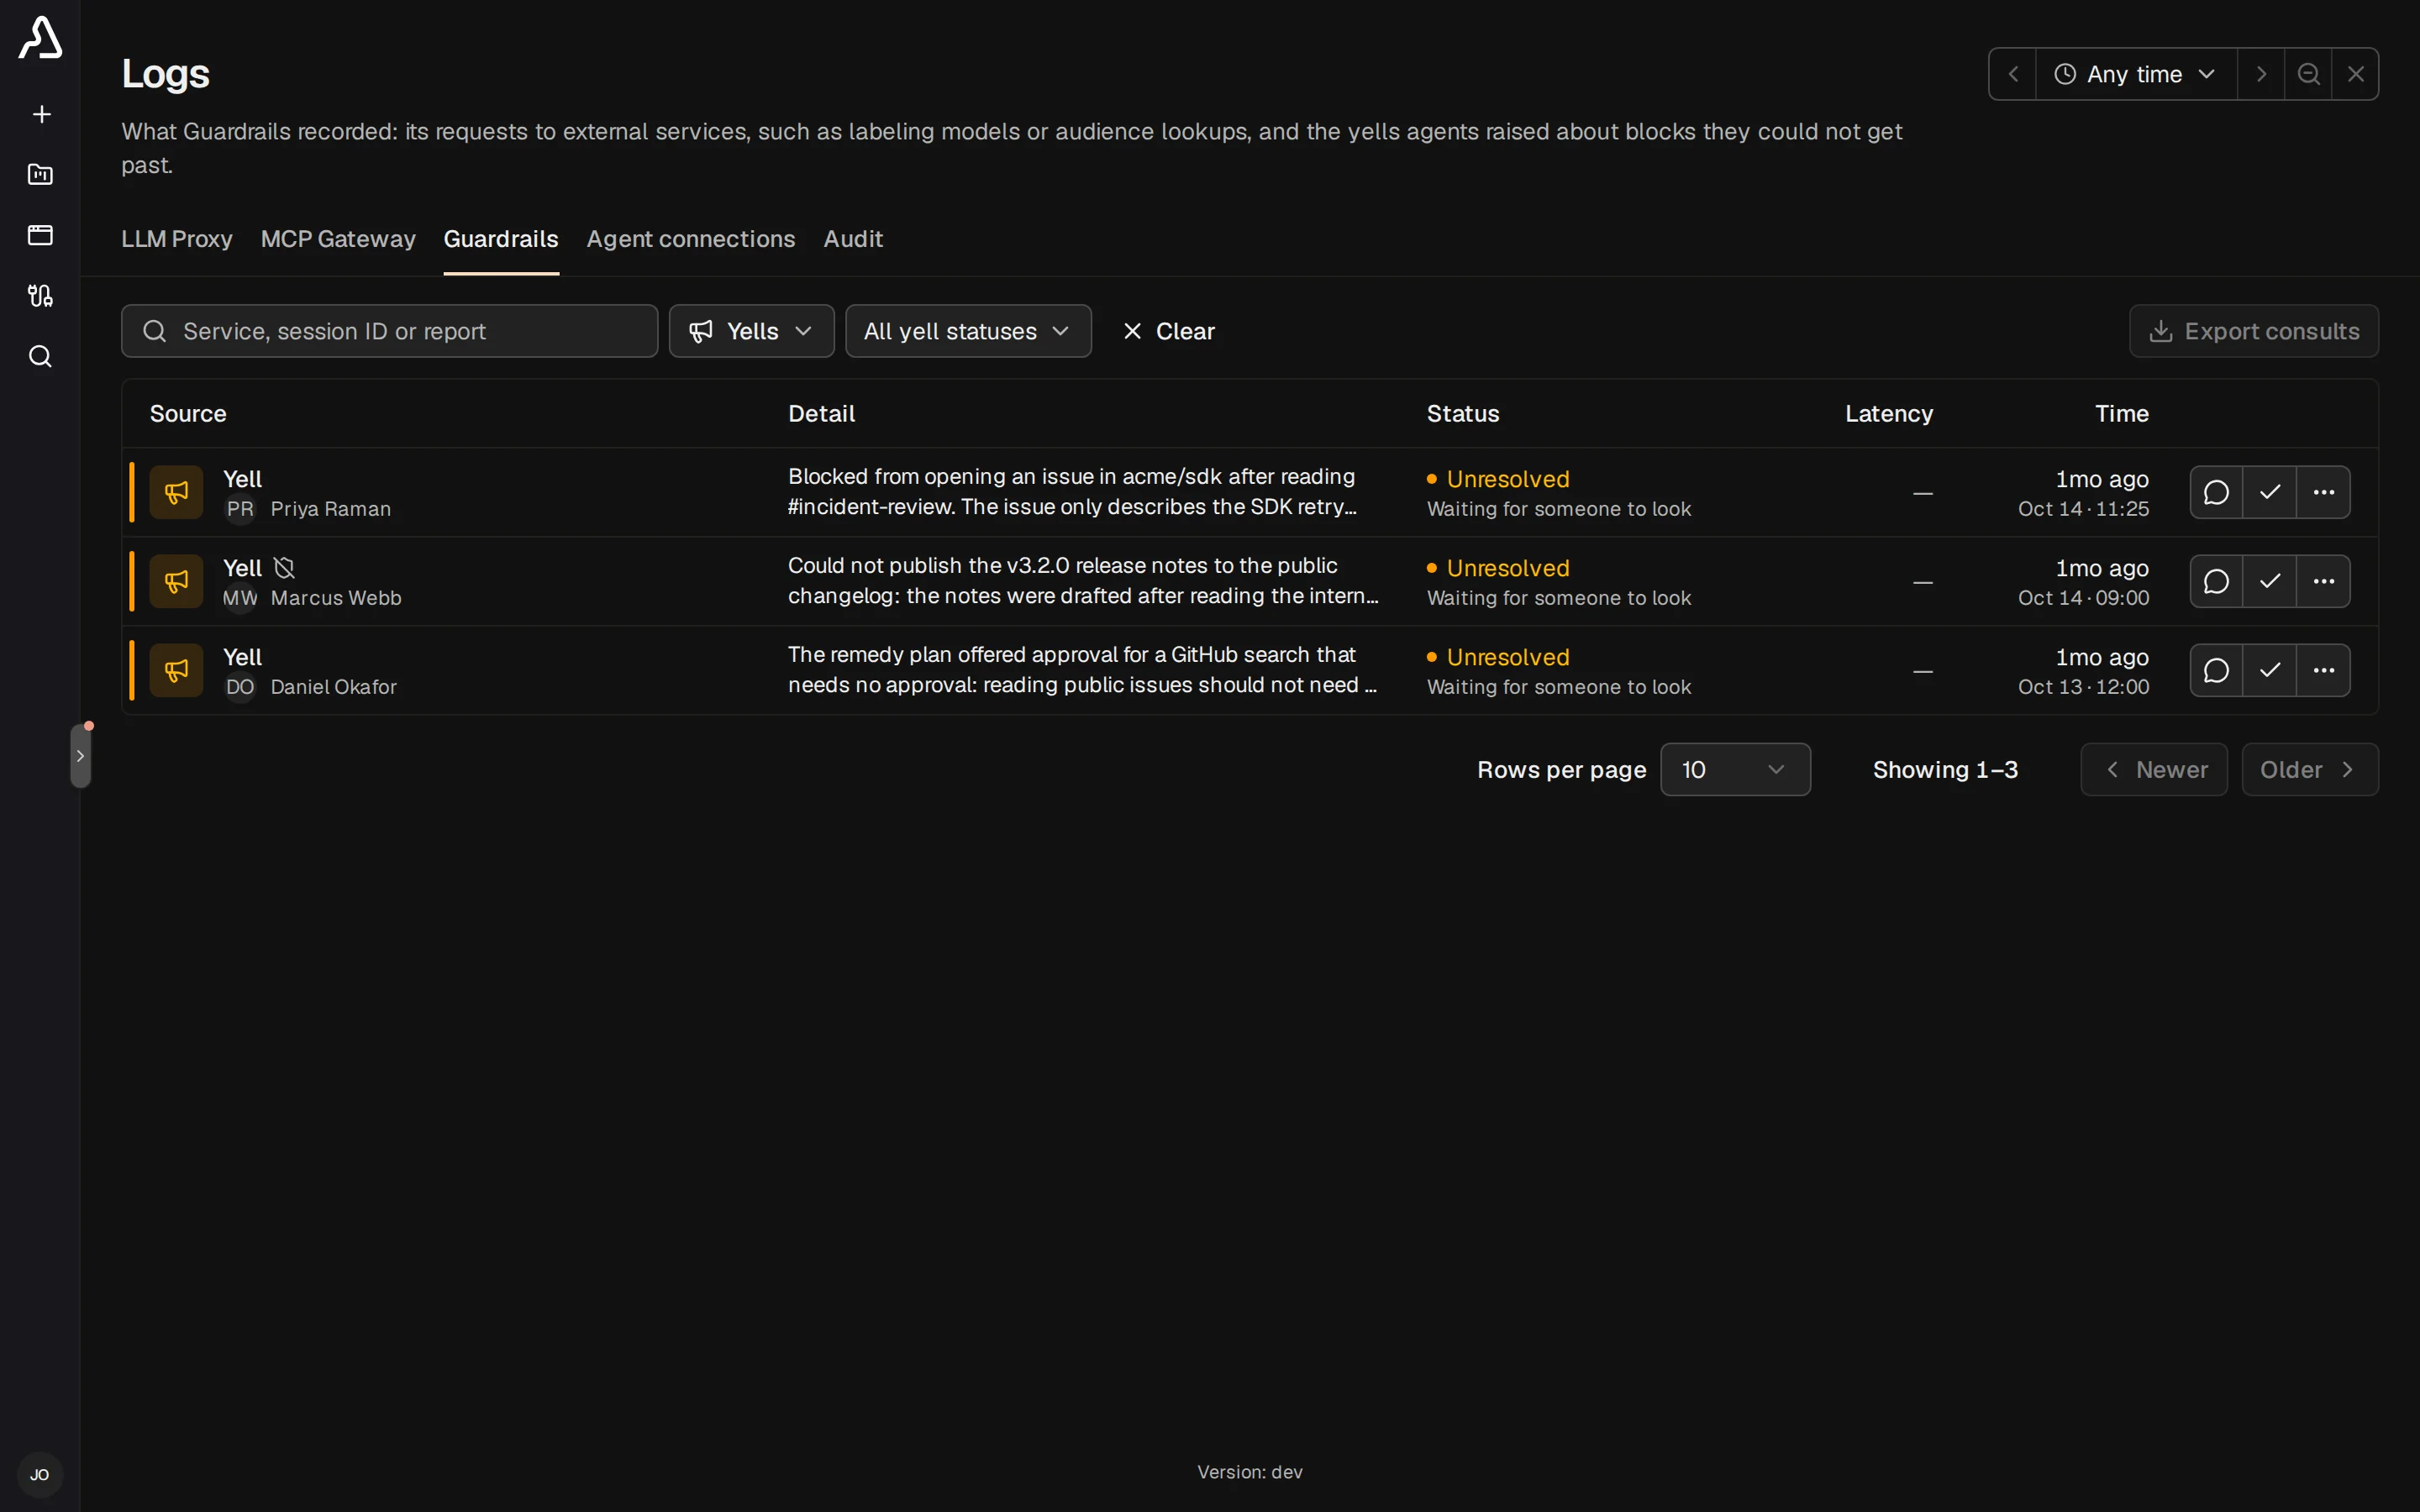 Logs
Any time
What Guardrails recorded: its requests to external services, such as labeling models or audience lookups, and the yells agents raised about blocks they could not get
past.
LLM Proxy MCP Gateway Guardrails Agent connections Audit
Service, session ID or report Yells All yell statuses Clear Export consults
Source Detail Status Latency Time
Yell
PR Priya Raman
Blocked from opening an issue in acme/sdk after reading
#incident-review. The issue only describes the SDK retry...
Unresolved
Waiting for someone to look
—
1mo ago
Oct 14 · 11:25
Yell
MW Marcus Webb
Could not publish the v3.2.0 release notes to the public
changelog: the notes were drafted after reading the intern...
Unresolved
Waiting for someone to look
—
1mo ago
Oct 14 · 09:00
Yell
DO Daniel Okafor
The remedy plan offered approval for a GitHub search that
needs no approval: reading public issues should not need ...
Unresolved
Waiting for someone to look
—
1mo ago
Oct 13 · 12:00
Rows per page 10 Showing 1–3 Newer Older
JO
Version: dev